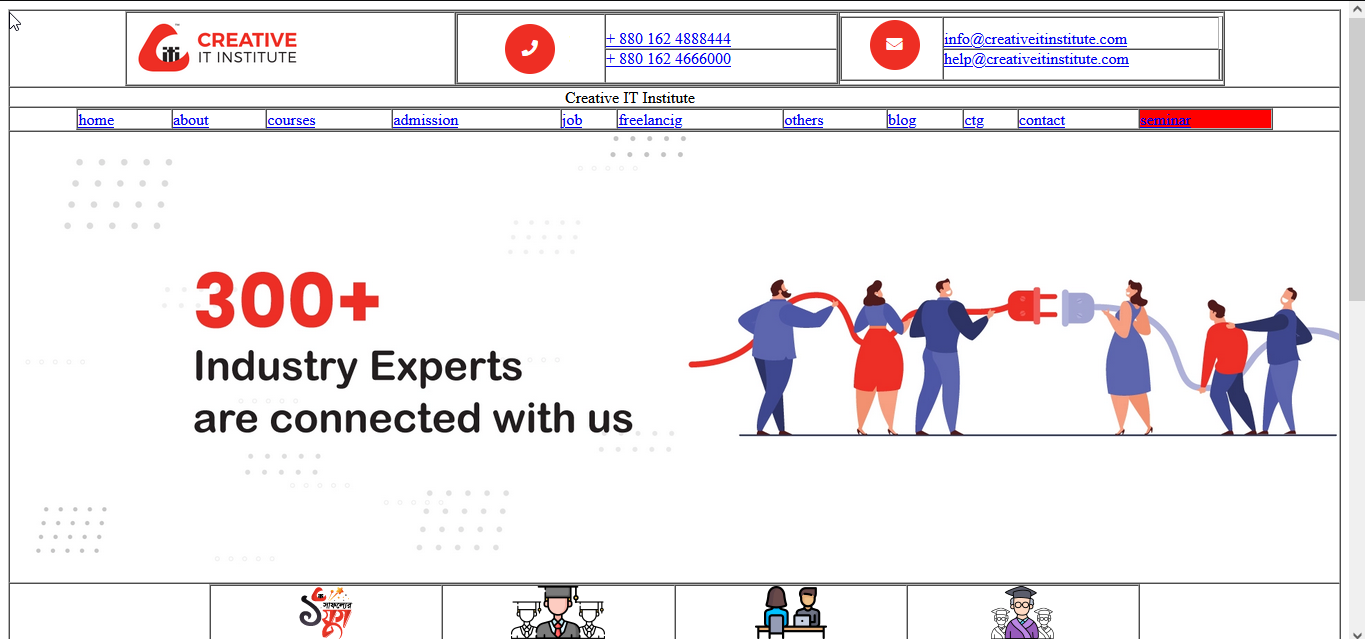 CREATIVE
IT INSTITUTE
+ 880 162 4888444
+ 880 162 4666000
info@creativeitinstitute.com
help@creativeitinstitute.com
Creative IT Institute
home about courses admission job freelancig others blog ctg contact seminar
300+
Industry Experts
are connected with us
সাফল্যের
১ যুগ